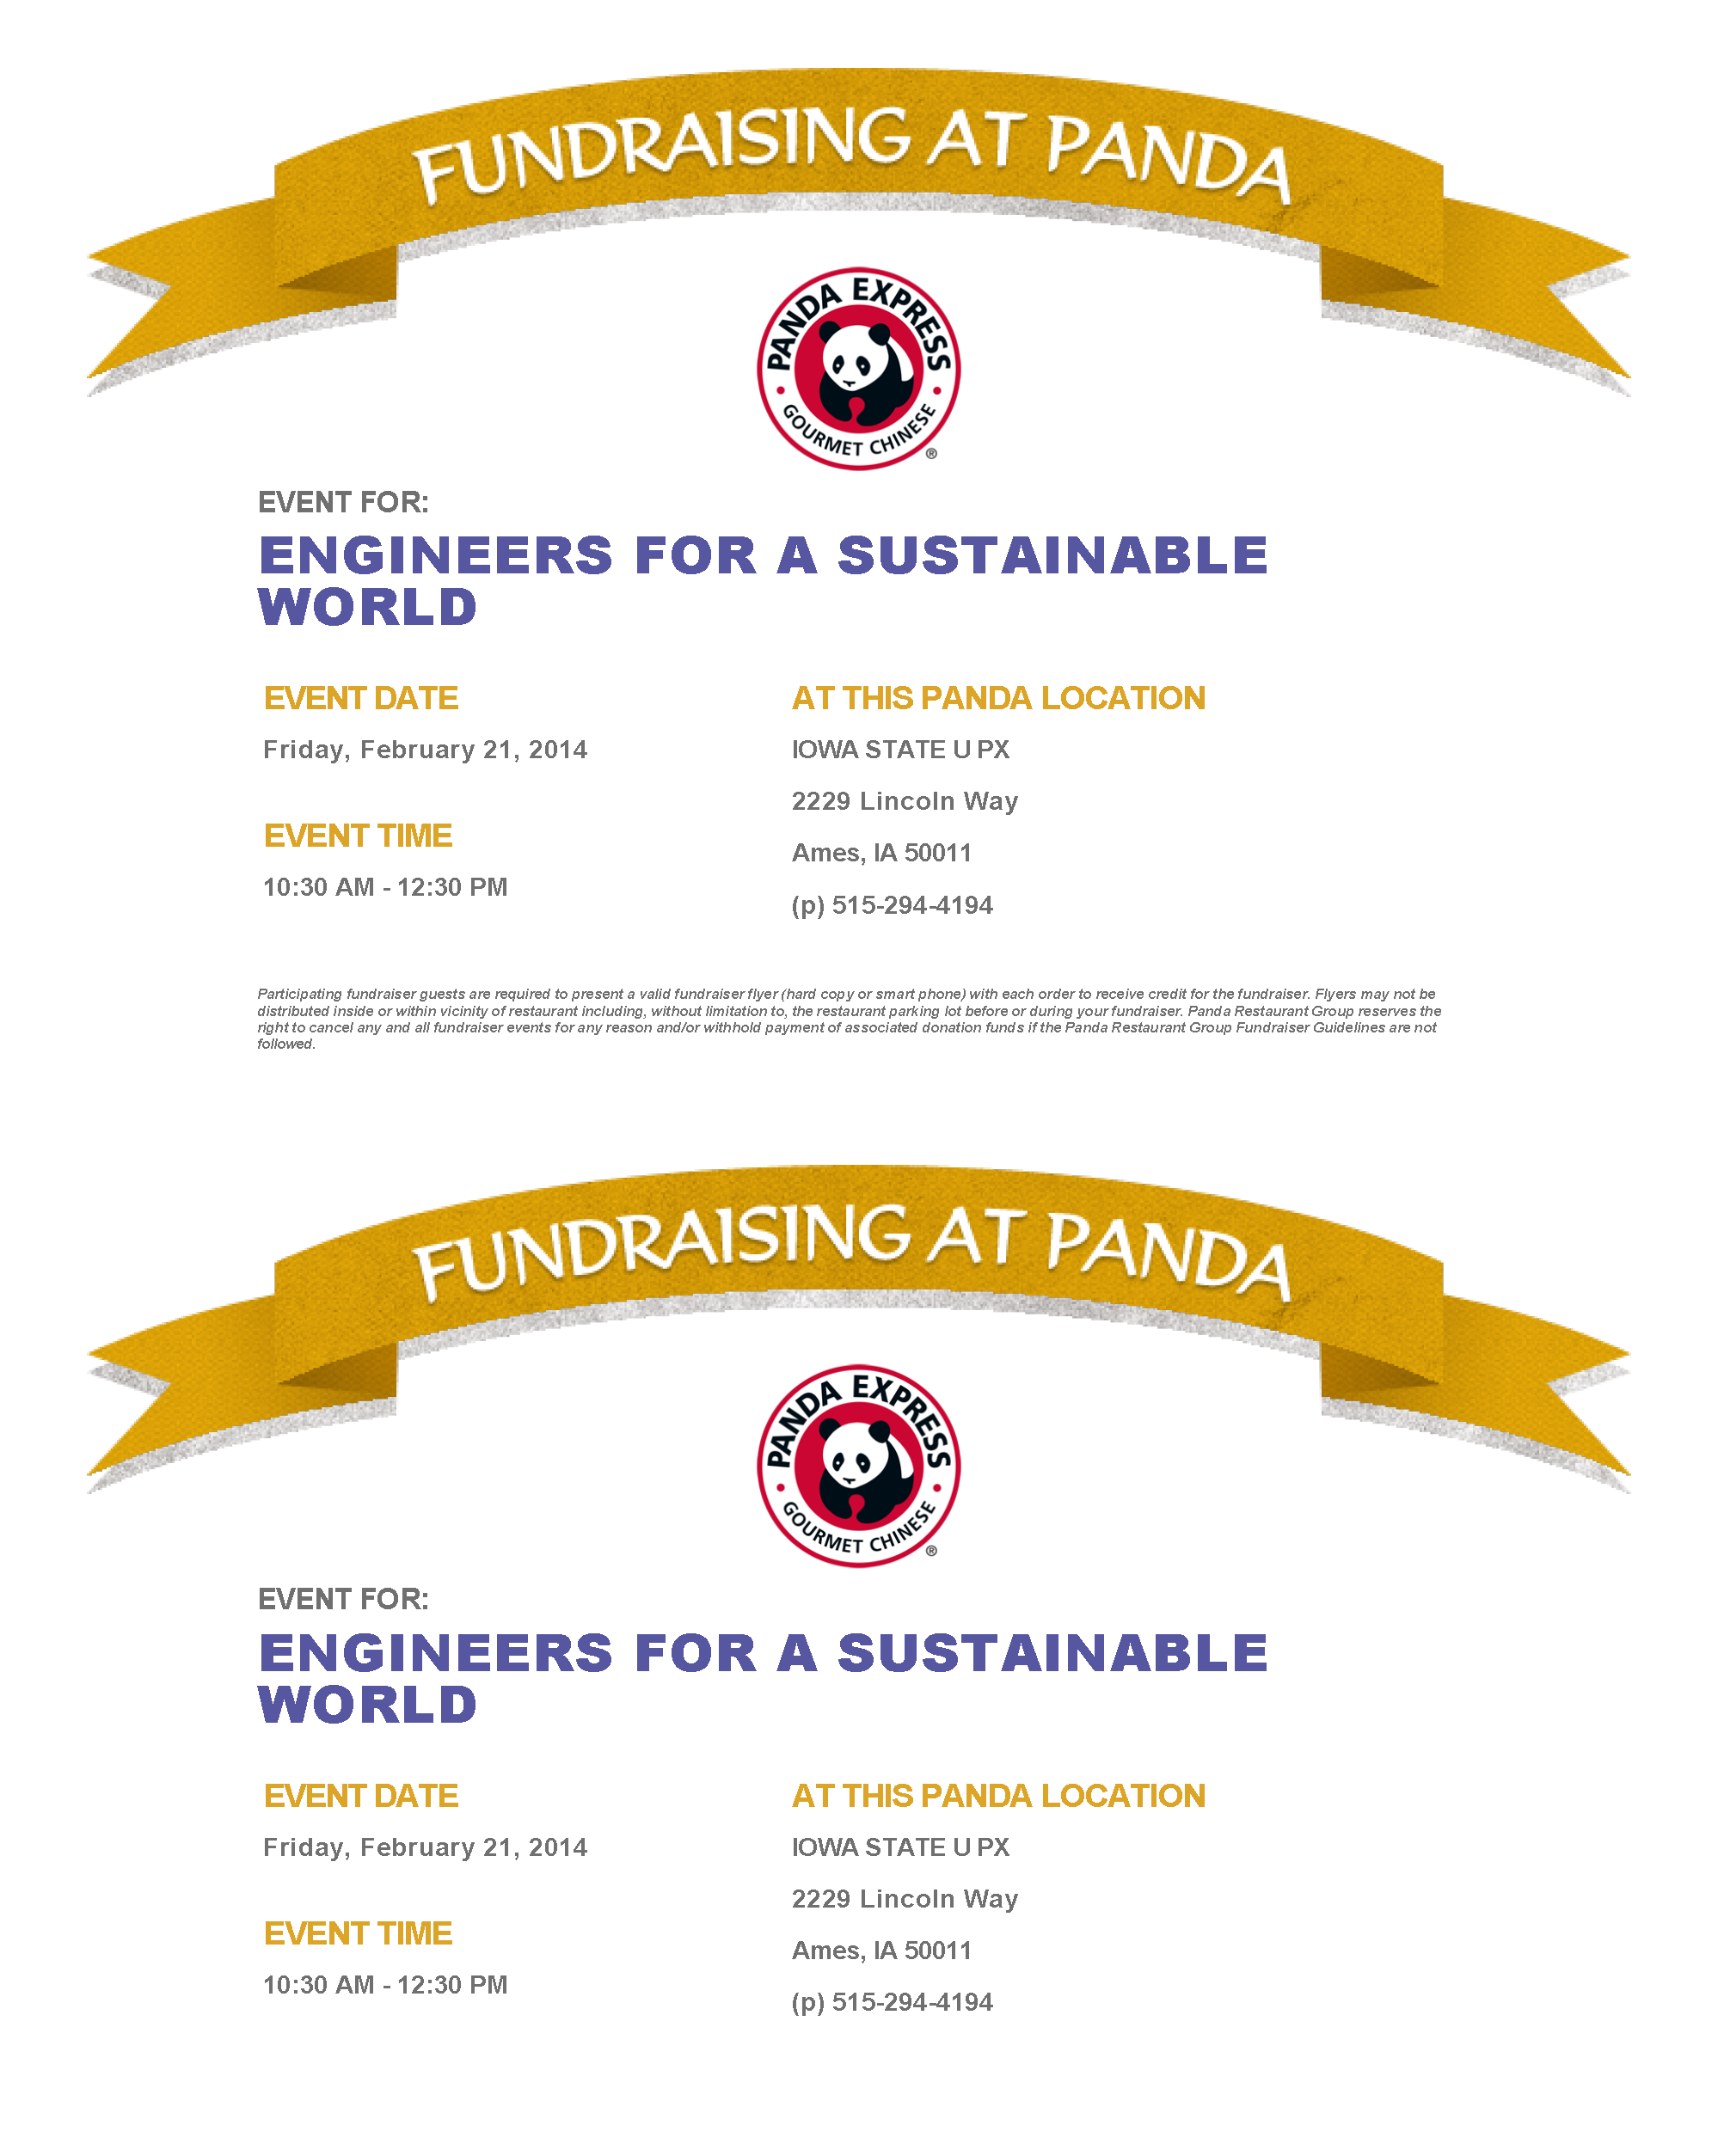 FUNDRAISING AT PANDA
PANDA EXPRESS
GOURMET CHINESE
®
EVENT FOR:
ENGINEERS FOR A SUSTAINABLE
WORLD
EVENT DATE
Friday, February 21, 2014
EVENT TIME
10:30 AM - 12:30 PM
AT THIS PANDA LOCATION
IOWA STATE U PX
2229 Lincoln Way
Ames, IA 50011
(p) 515-294-4194
Participating fundraiser guests are required to present a valid fundraiser flyer (hard copy or smart phone) with each order to receive credit for the fundraiser. Flyers may not be
distributed inside or within vicinity of restaurant including, without limitation to, the restaurant parking lot before or during your fundraiser. Panda Restaurant Group reserves the
right to cancel any and all fundraiser events for any reason and/or withhold payment of associated donation funds if the Panda Restaurant Group Fundraiser Guidelines are not
followed.
FUNDRAISING AT PANDA
PANDA EXPRESS
GOURMET CHINESE
®
EVENT FOR:
ENGINEERS FOR A SUSTAINABLE
WORLD
EVENT DATE
Friday, February 21, 2014
EVENT TIME
10:30 AM - 12:30 PM
AT THIS PANDA LOCATION
IOWA STATE U PX
2229 Lincoln Way
Ames, IA 50011
(p) 515-294-4194